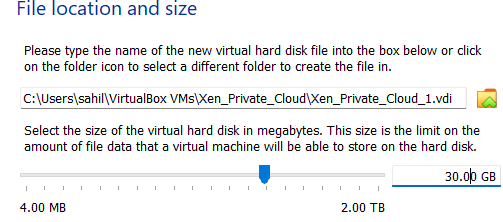 File location and size
Please type the name of the new virtual hard disk file into the box below or click
on the folder icon to select a different folder to create the file in.
C:\Users\sahil\VirtualBox VMs\Xen_Private_Cloud\Xen_Private_Cloud_1.vdi
Select the size of the virtual hard disk in megabytes. This size is the limit on the
amount of file data that a virtual machine will be able to store on the hard disk.
30.00 GB
4.00 MB 2.00 TB